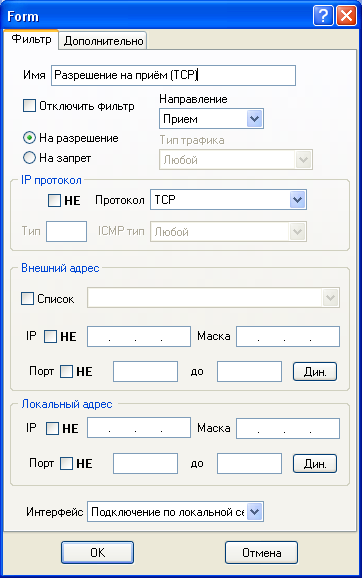 Form
Фильтр Дополнительно
Имя Разрешение на приём (TCP)
Отключить фильтр Направление
Прием
На разрешение Тип трафика
На запрет Любой
IP протокол
НЕ Протокол TCP
Тип ICMP тип Любой
Внешний адрес
Список
IP НЕ . . . Маска . . .
Порт НЕ до Дин.
Локальный адрес
IP НЕ . . . Маска . . .
Порт НЕ до Дин.
Интерфейс Подключение по локальной се
OK Отмена